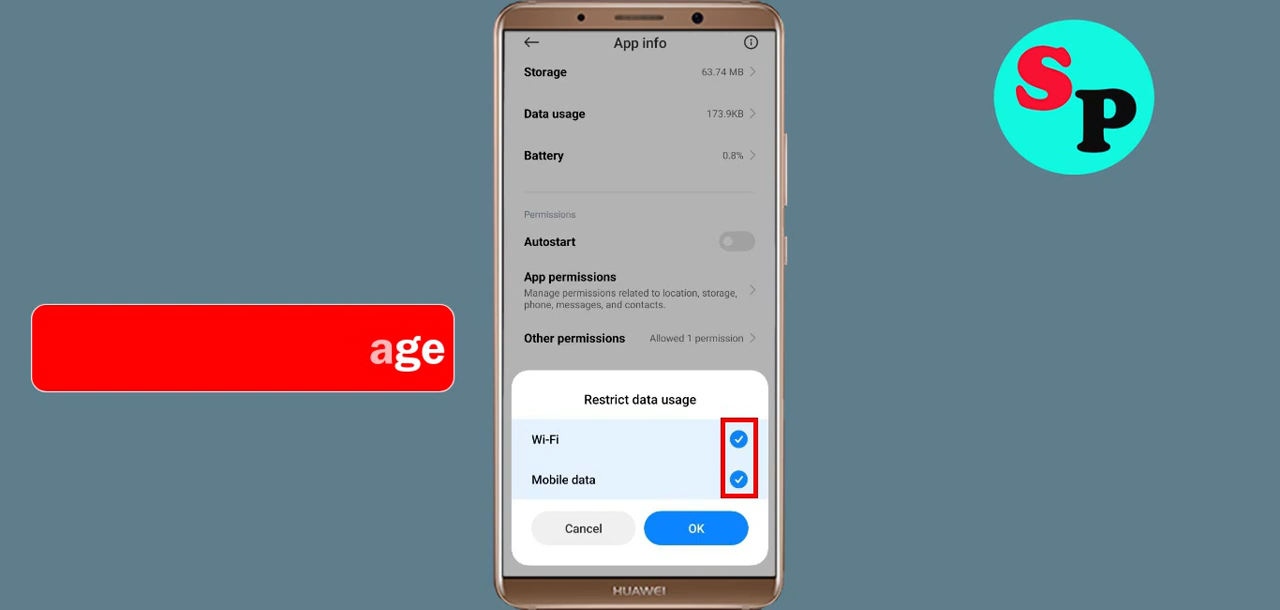 App info
Storage 63.74 MB
Data usage 173.9KB
Battery 0.8%
Permissions
Autostart
App permissions
Manage permissions related to location, storage,
phone, messages, and contacts.
Other permissions Allowed 1 permission
Restrict data usage
Wi-Fi
Mobile data
Cancel OK
HUAWEI
age
SP